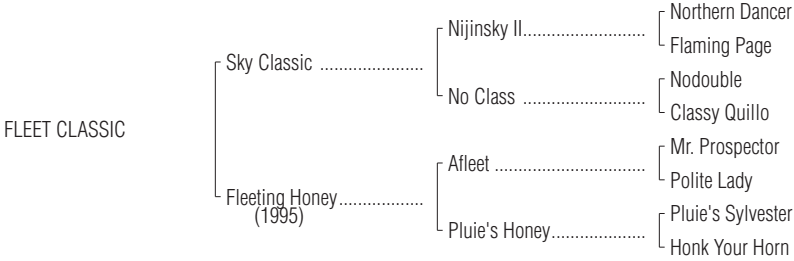 Northern Dancer
Nijinsky II..........................
Flaming Page
Sky Classic ......................
Nodouble
No Class ..........................
Classy Quillo
FLEET CLASSIC
Mr. Prospector
Afleet ................................
Polite Lady
Fleeting Honey..................
(1995)
Pluie's Sylvester
Pluie's Honey....................
Honk Your Horn